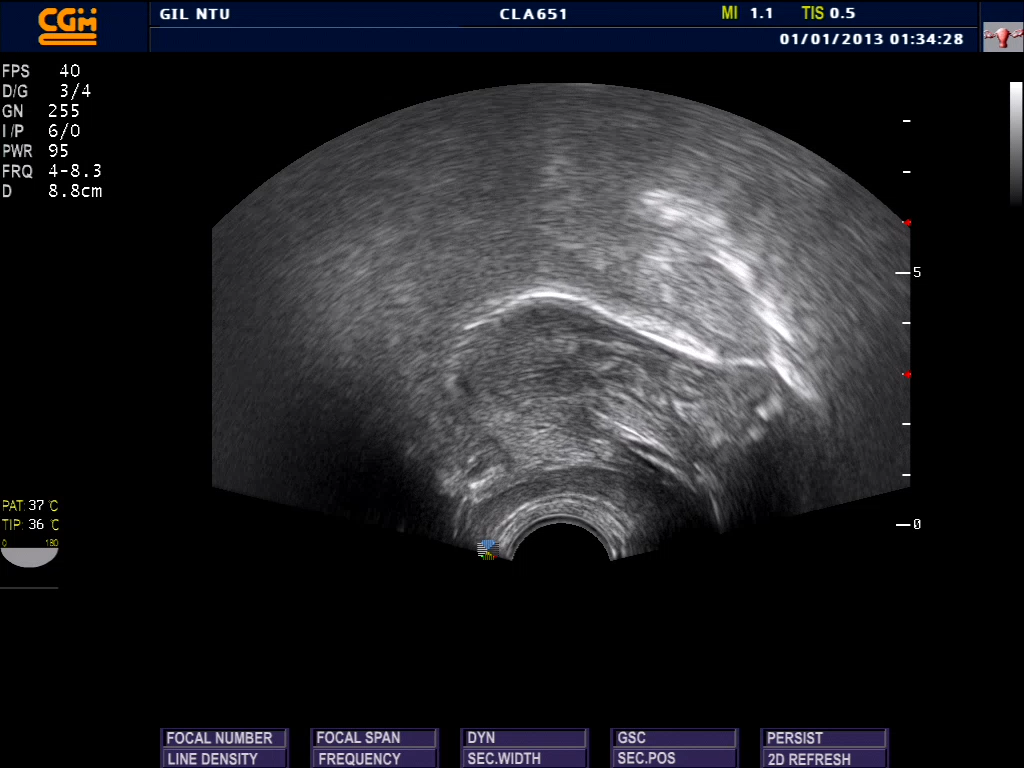 CGM
GIL NTU CLA651 MI 1.1 TIS 0.5
01/01/2013 01:34:28
FPS 40
D/G 3/4
GN 255
I/P 6/0
PWR 95
FRQ 4-8.3
D 8.8cm
5
PAT: 37 °C
TIP: 36 °C
0 180
0
FOCAL NUMBER FOCAL SPAN DYN GSC PERSIST
LINE DENSITY FREQUENCY SEC.WIDTH SEC.POS 2D REFRESH